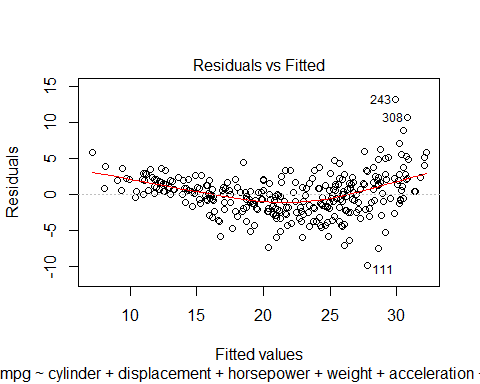 Residuals vs Fitted
Residuals
15
10
5
0
-5
-10
243
308
111
10 15 20 25 30
Fitted values
mpg ~ cylinder + displacement + horsepower + weight + acceleration -